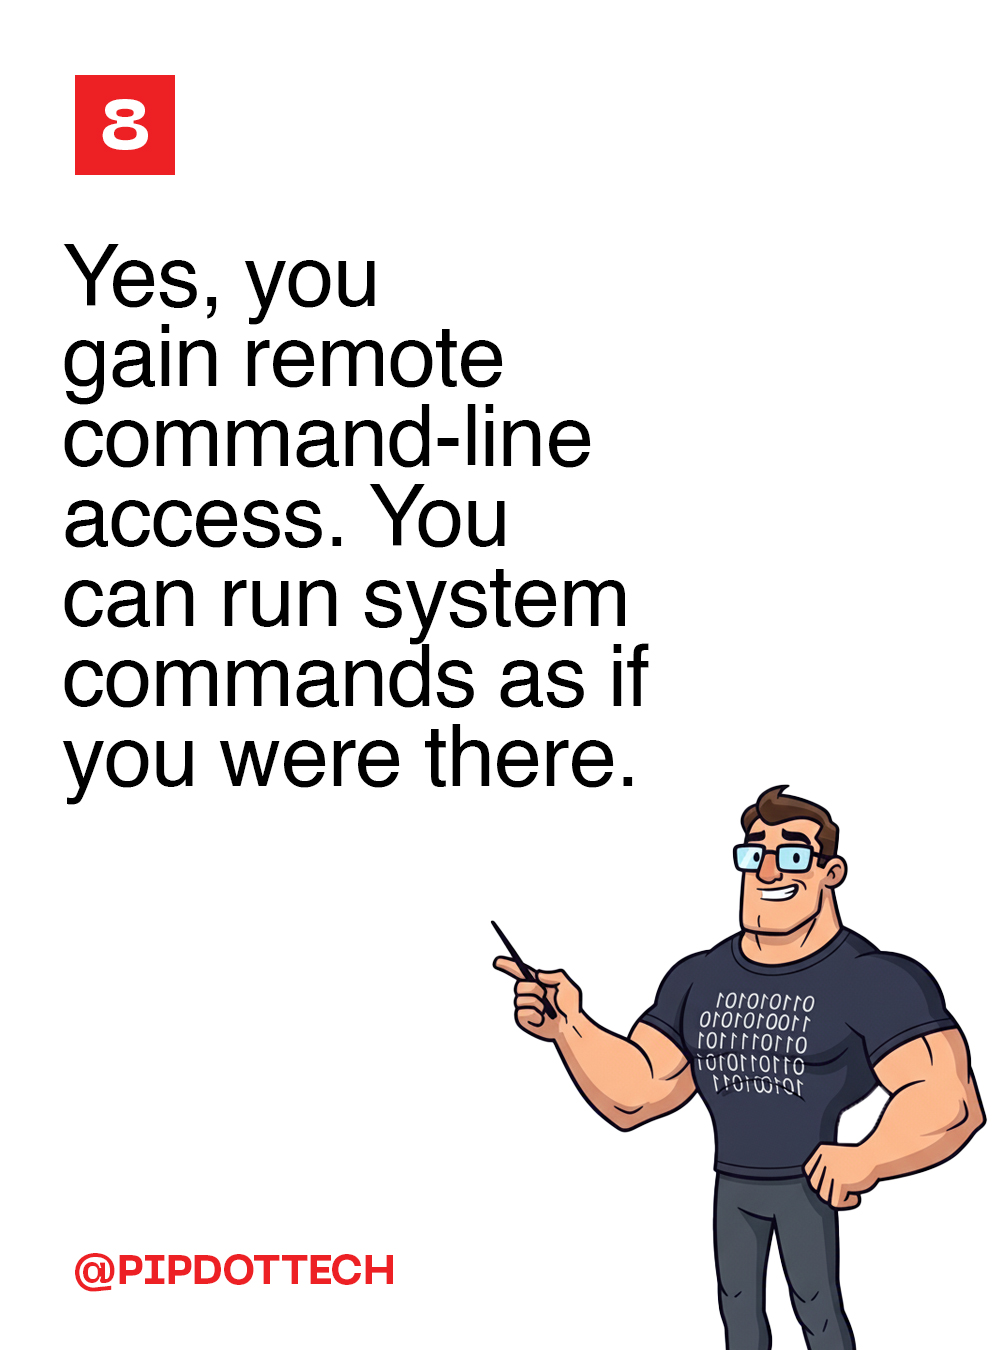 8
Yes, you
gain remote
command-line
access. You
can run system
commands as if
you were there.
@PIPDOTTECH